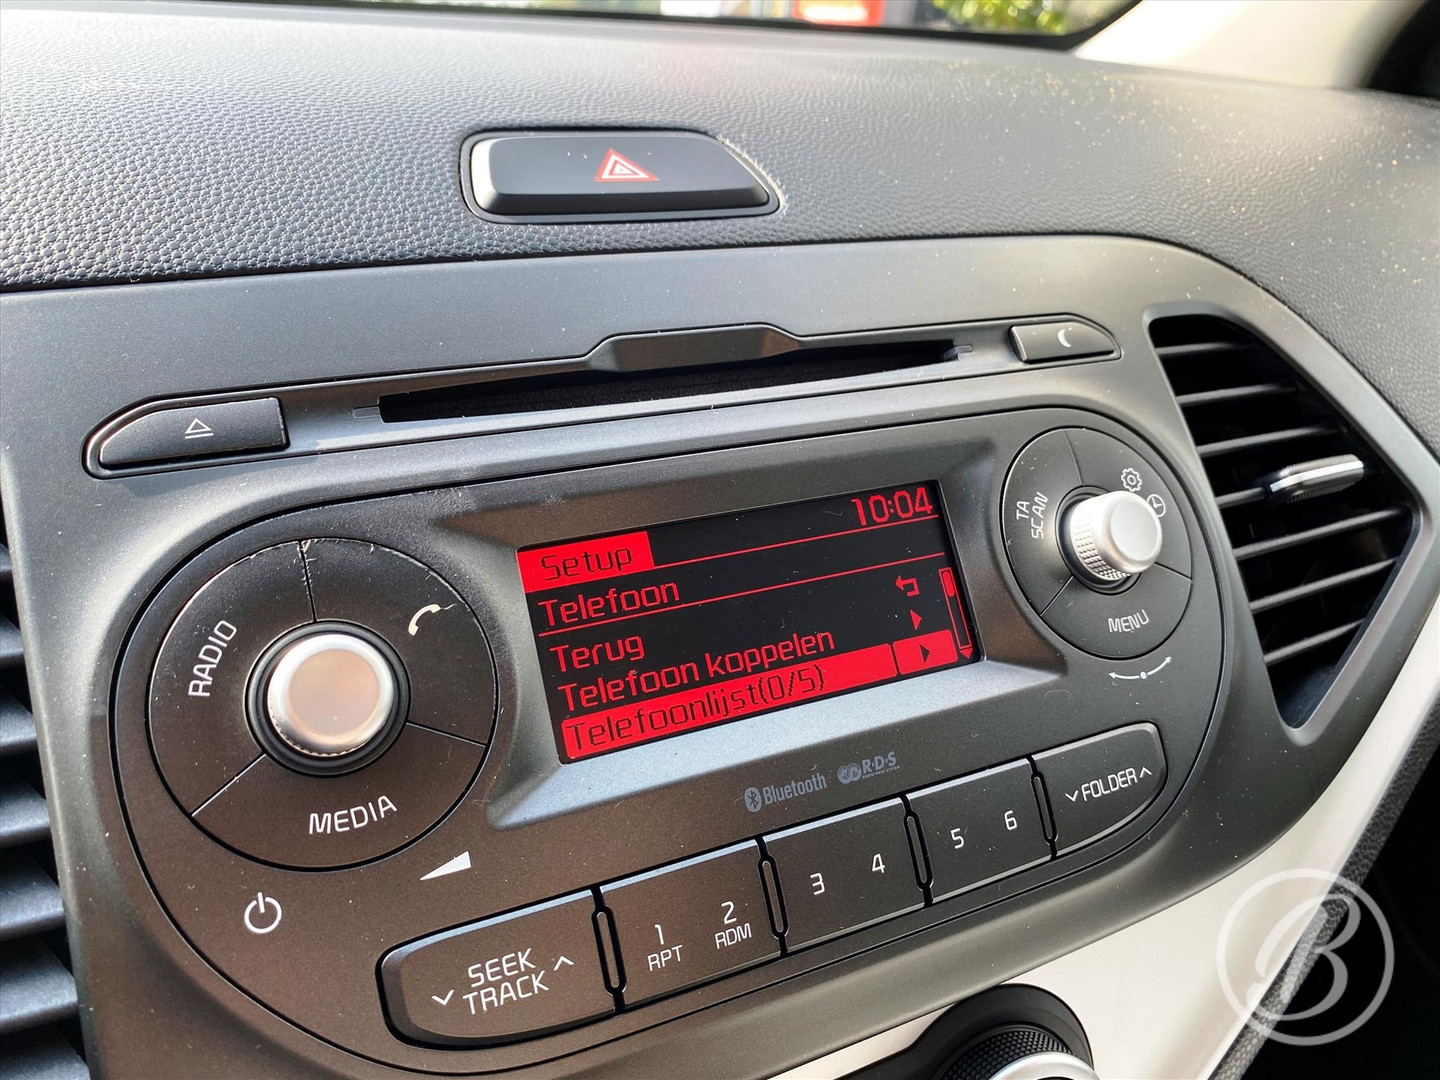 10:04
Setup
Telefoon
Terug
Telefoon koppelen
Telefoonlijst(0/5)
RADIO
MEDIA
TA
SCAN
MENU
Bluetooth
R·D·S
SEEK
TRACK
1
RPT
2
RDM
3
4
5
6
FOLDER
B